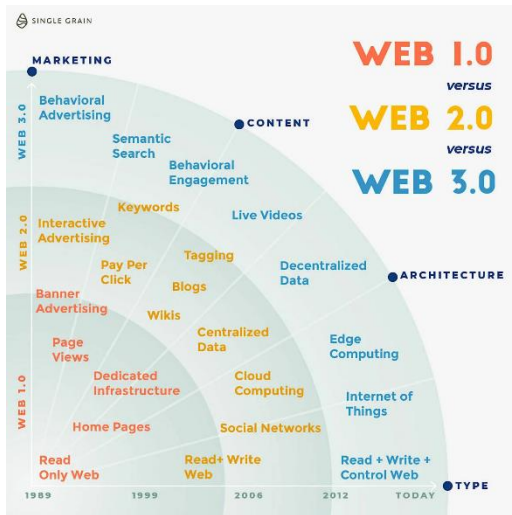 SINGLE GRAIN
WEB 1.0
versus
WEB 2.0
versus
WEB 3.0
MARKETING
CONTENT
ARCHITECTURE
TYPE
WEB 3.0
Behavioral
Advertising
Semantic
Search
Behavioral
Engagement
Live Videos
Decentralized
Data
Edge
Computing
Internet of
Things
Read + Write +
Control Web
WEB 2.0
Keywords
Interactive
Advertising
Pay Per
Click
Tagging
Blogs
Wikis
Centralized
Data
Cloud
Computing
Social Networks
Read+ Write
Web
WEB 1.0
Banner
Advertising
Page
Views
Dedicated
Infrastructure
Home Pages
Read
Only Web
1989
1999
2006
2012
TODAY